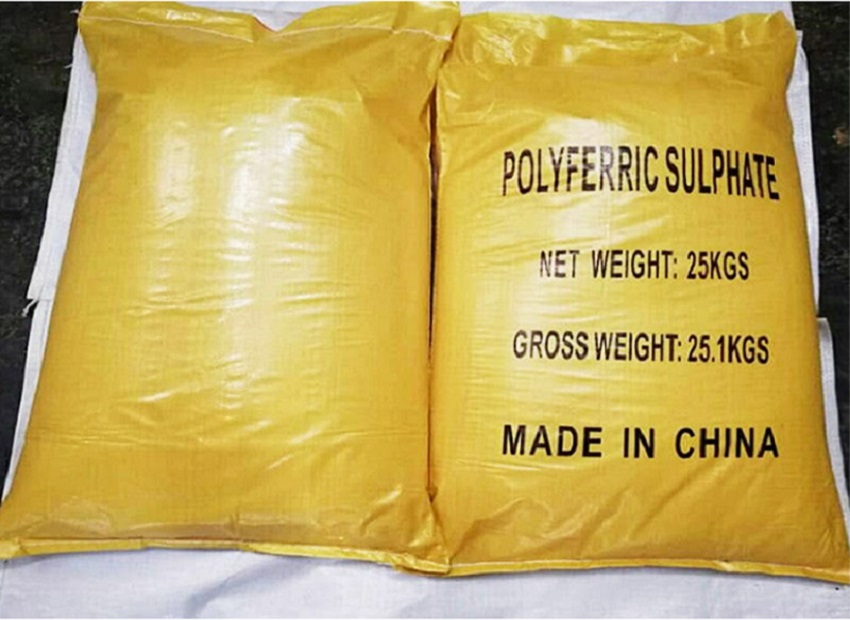 POLYFERRIC SULPHATE
NET WEIGHT: 25KGS
GROSS WEIGHT: 25.1KGS
MADE IN CHINA